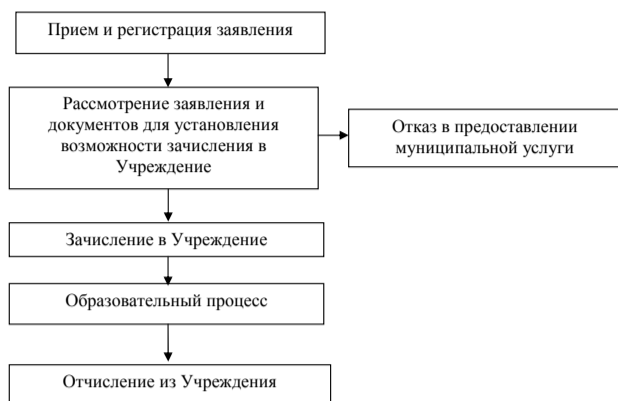 Прием и регистрация заявления
Рассмотрение заявления и
документов для установления
возможности зачисления в
Учреждение
Отказ в предоставлении
муниципальной услуги
Зачисление в Учреждение
Образовательный процесс
Отчисление из Учреждения